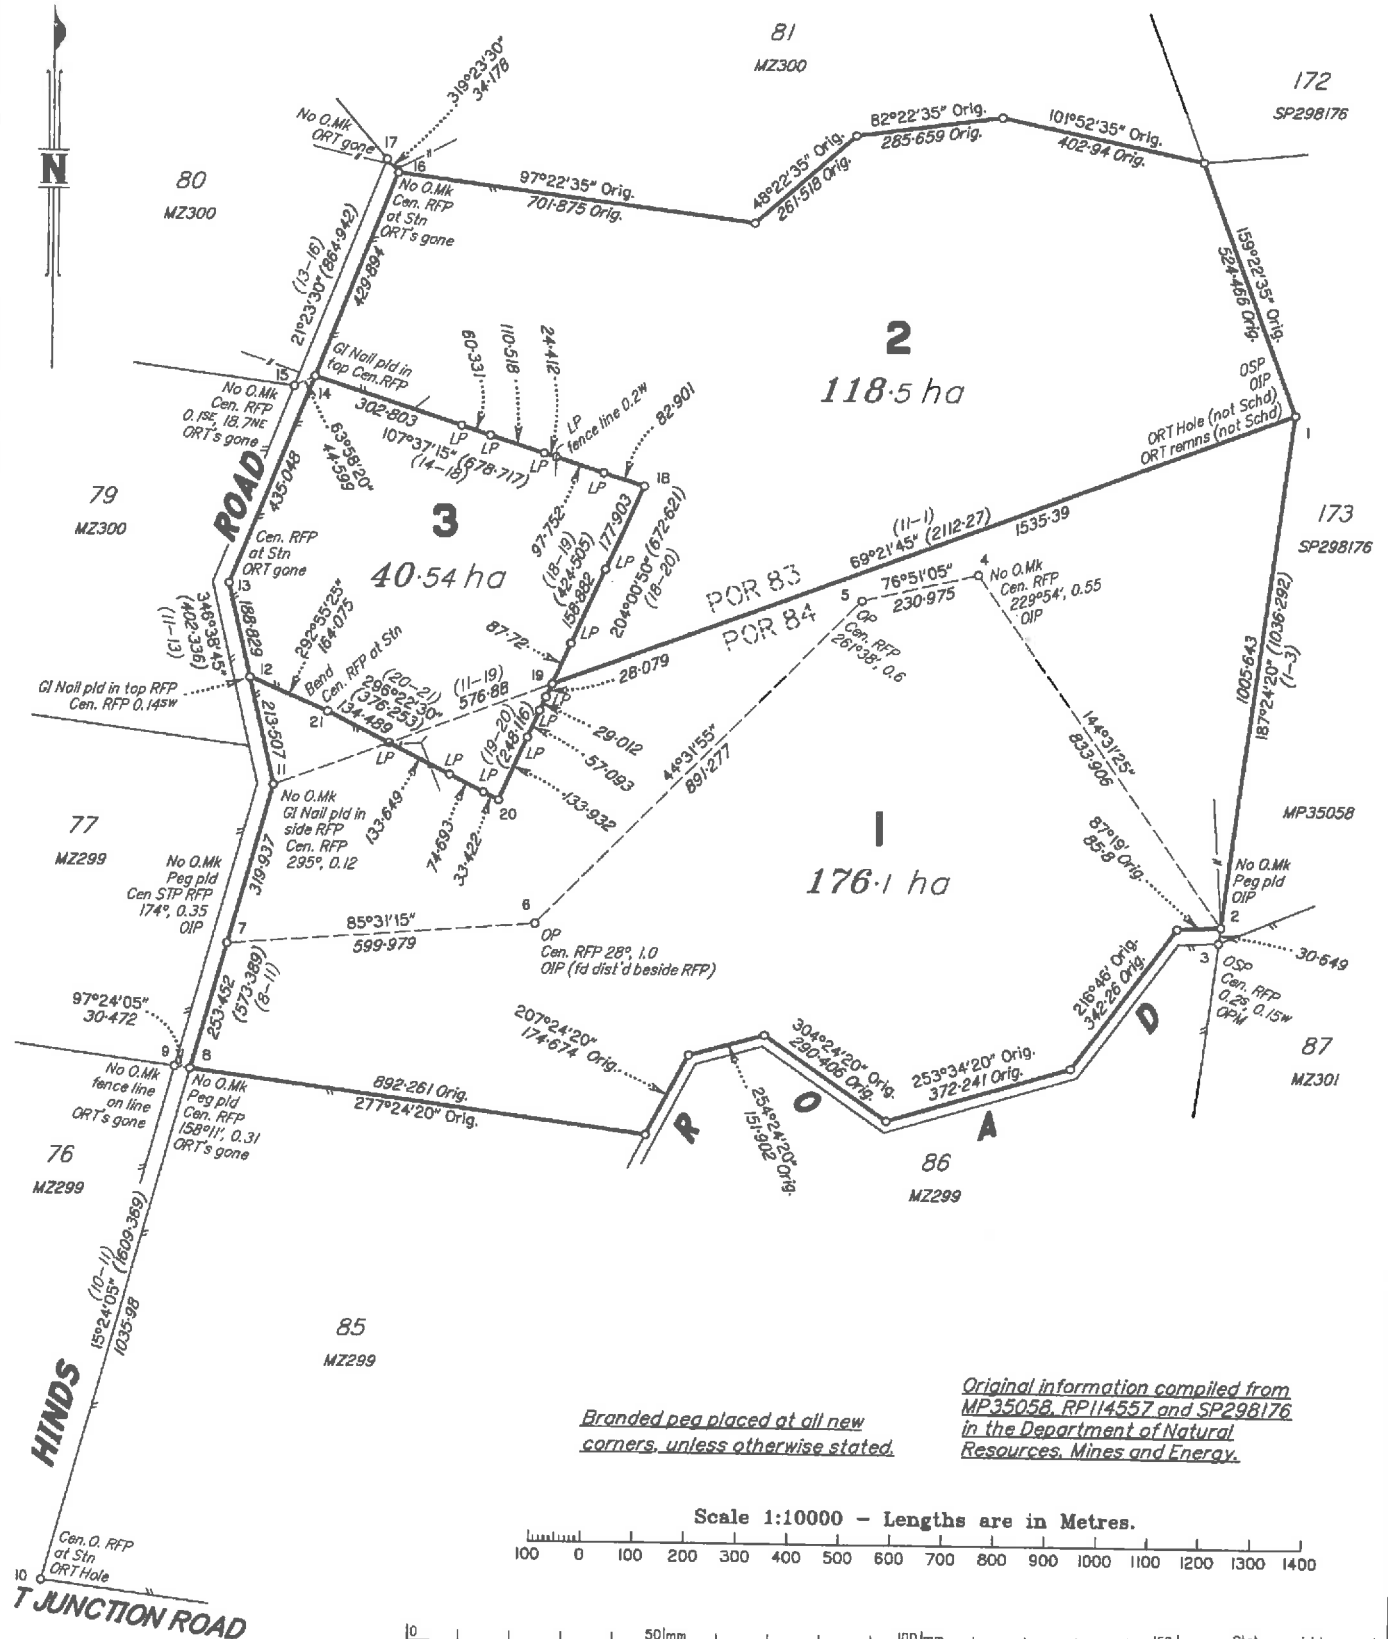 81
MZ300
172
SP298176
N
319°23'30"
34·178
No O.Mk
ORT gone
17
16
No O.Mk
Cen. RFP
at Stn
ORT's gone
97°22'35" Orig.
701·875 Orig.
48°22'35" Orig.
261·518 Orig.
82°22'35" Orig.
285·659 Orig.
101°52'35" Orig.
402·94 Orig.
159°22'35" Orig.
524·466 Orig.
80
MZ300
(13-16)
21°23'30" (864·942)
429·894
2
118·5 ha
OSP
OIP
ORT Hole (not Schd)
ORT remns (not Schd)
1
15
No O.Mk
Cen. RFP
0.1SE, 18.7NE
ORT's gone
14
GI Nail pld in
top Cen.RFP
302·803
107°37'15" (678·717)
(14-18)
60·331
110·518
24·412
LP
fence line 0.2W
82·901
LP
LP
LP
LP
18
63°58'20"
44·599
435·048
ROAD
79
MZ300
3
40·54 ha
97·752
(18-19)
(424·505)
158·882
177·903
LP
204°00'50" (672·621)
(18-20)
LP
87·72
Cen. RFP
at Stn
ORT gone
13
188·829
346°38'45"
(402·336)
(11-13)
292°55'25"
164·075
(11-1)
69°21'45" (2112·27)
1535·39
POR 83
POR 84
173
SP298176
76°51'05"
230·975
4
No O.Mk
Cen. RFP
229°54', 0.55
OIP
5
OP
Cen. RFP
261°38', 0.6
12
GI Nail pld in top RFP
Cen. RFP 0.14SW
Bend
Cen. RFP at Stn
21
(20-21)
296°22'30"
(376·253)
134·489
(11-19)
576·88
19
28·079
LP
LP
LP
29·012
57·093
133·932
(19-20)
(248·116)
LP
LP
LP
20
133·649
74·693
33·422
213·507
11
No O.Mk
GI Nail pld in
side RFP
Cen. RFP
295°, 0.12
44°31'55"
891·277
144°31'25"
833·906
1005·643
187°24'20" (1036·292)
(1-3)
MP35058
77
MZ299
No O.Mk
Peg pld
Cen STP RFP
174°, 0.35
OIP
319·937
7
1
176·1 ha
87°19' Orig.
85·8
No O.Mk
Peg pld
OIP
2
3
30·649
OSP
Cen. RFP
0.2S 0.15W
OPM
85°31'15"
599·979
6
OP
Cen. RFP 28°, 1.0
OIP (fd dist'd beside RFP)
253·452
(573·389)
(8-11)
97°24'05"
30·472
9
No O.Mk
fence line
on line
ORT's gone
8
No O.Mk
Peg pld
Cen. RFP
158°11', 0.31
ORT's gone
892·261 Orig.
277°24'20" Orig.
207°24'20"
174·674 Orig.
254°24'20"
151·902 Orig.
304°24'20" Orig.
290·406 Orig.
253°34'20" Orig.
372·241 Orig.
216°46' Orig.
342·26 Orig.
R O A D
87
MZ301
86
MZ299
76
MZ299
(10-11)
15°24'05" (1609·369)
1035·98
85
MZ299
HINDS
Branded peg placed at all new
corners, unless otherwise stated.
Original information compiled from
MP35058, RP114557 and SP298176
in the Department of Natural
Resources, Mines and Energy.
Scale 1:10000 – Lengths are in Metres.
100 0 100 200 300 400 500 600 700 800 900 1000 1100 1200 1300 1400
Cen. O. RFP
at Stn
ORT Hole
10
T JUNCTION ROAD
0 50 mm